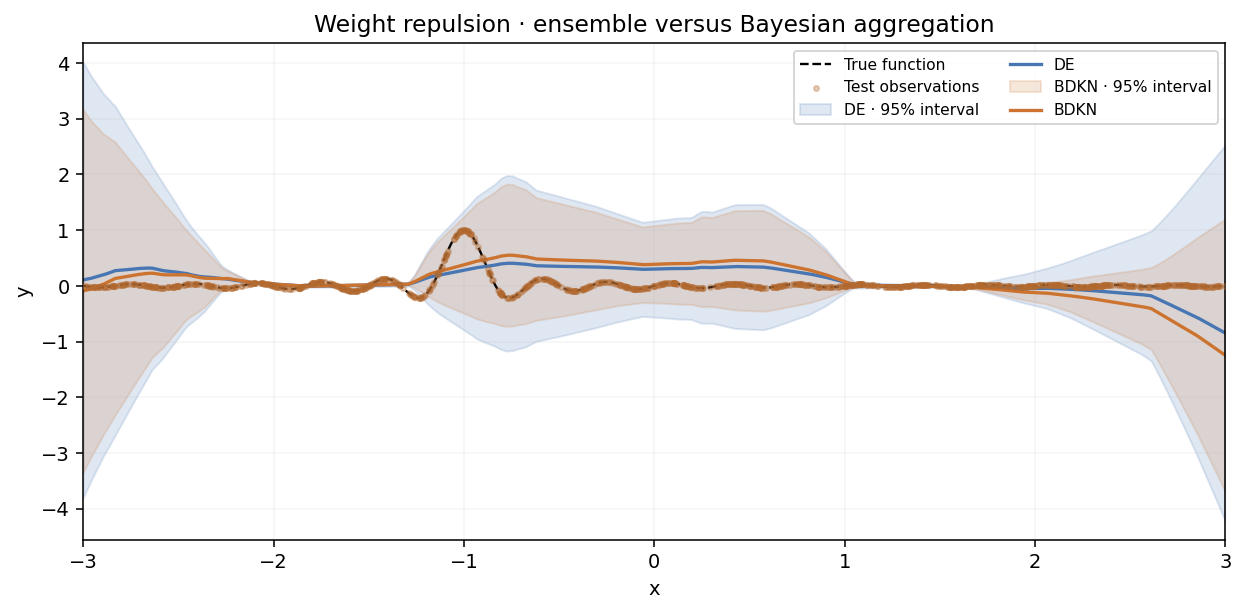 Weight repulsion · ensemble versus Bayesian aggregation
True function
Test observations
DE · 95% interval
DE
BDKN · 95% interval
BDKN
y
4
3
2
1
0
−1
−2
−3
−4
−3 −2 −1 0 1 2 3
x